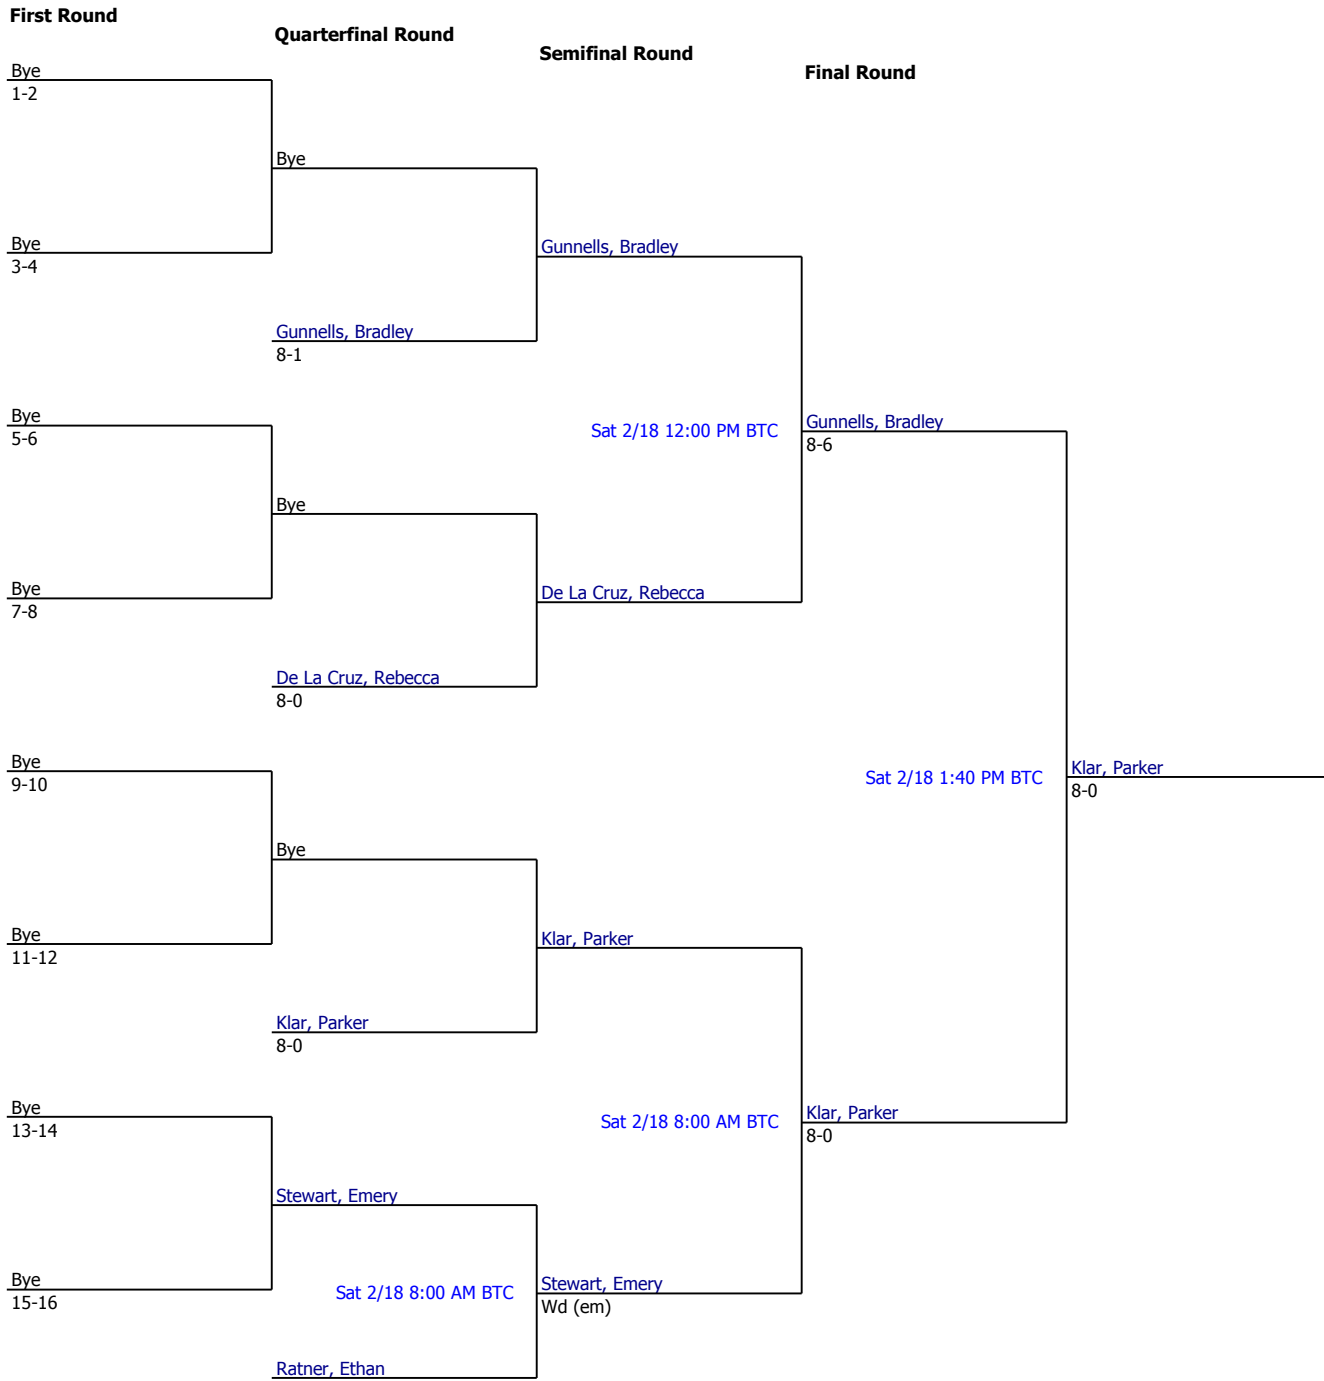 First Round
Quarterfinal Round
Semifinal Round
Final Round
Bye
1-2
Bye
Bye
3-4
Gunnells, Bradley
Gunnells, Bradley
8-1
Bye
5-6
Sat 2/18 12:00 PM BTC
Gunnells, Bradley
8-6
Bye
Bye
7-8
De La Cruz, Rebecca
De La Cruz, Rebecca
8-0
Bye
9-10
Sat 2/18 1:40 PM BTC
Klar, Parker
8-0
Bye
Bye
11-12
Klar, Parker
Klar, Parker
8-0
Bye
13-14
Sat 2/18 8:00 AM BTC
Klar, Parker
8-0
Stewart, Emery
Bye
15-16
Sat 2/18 8:00 AM BTC
Stewart, Emery
Wd (em)
Ratner, Ethan